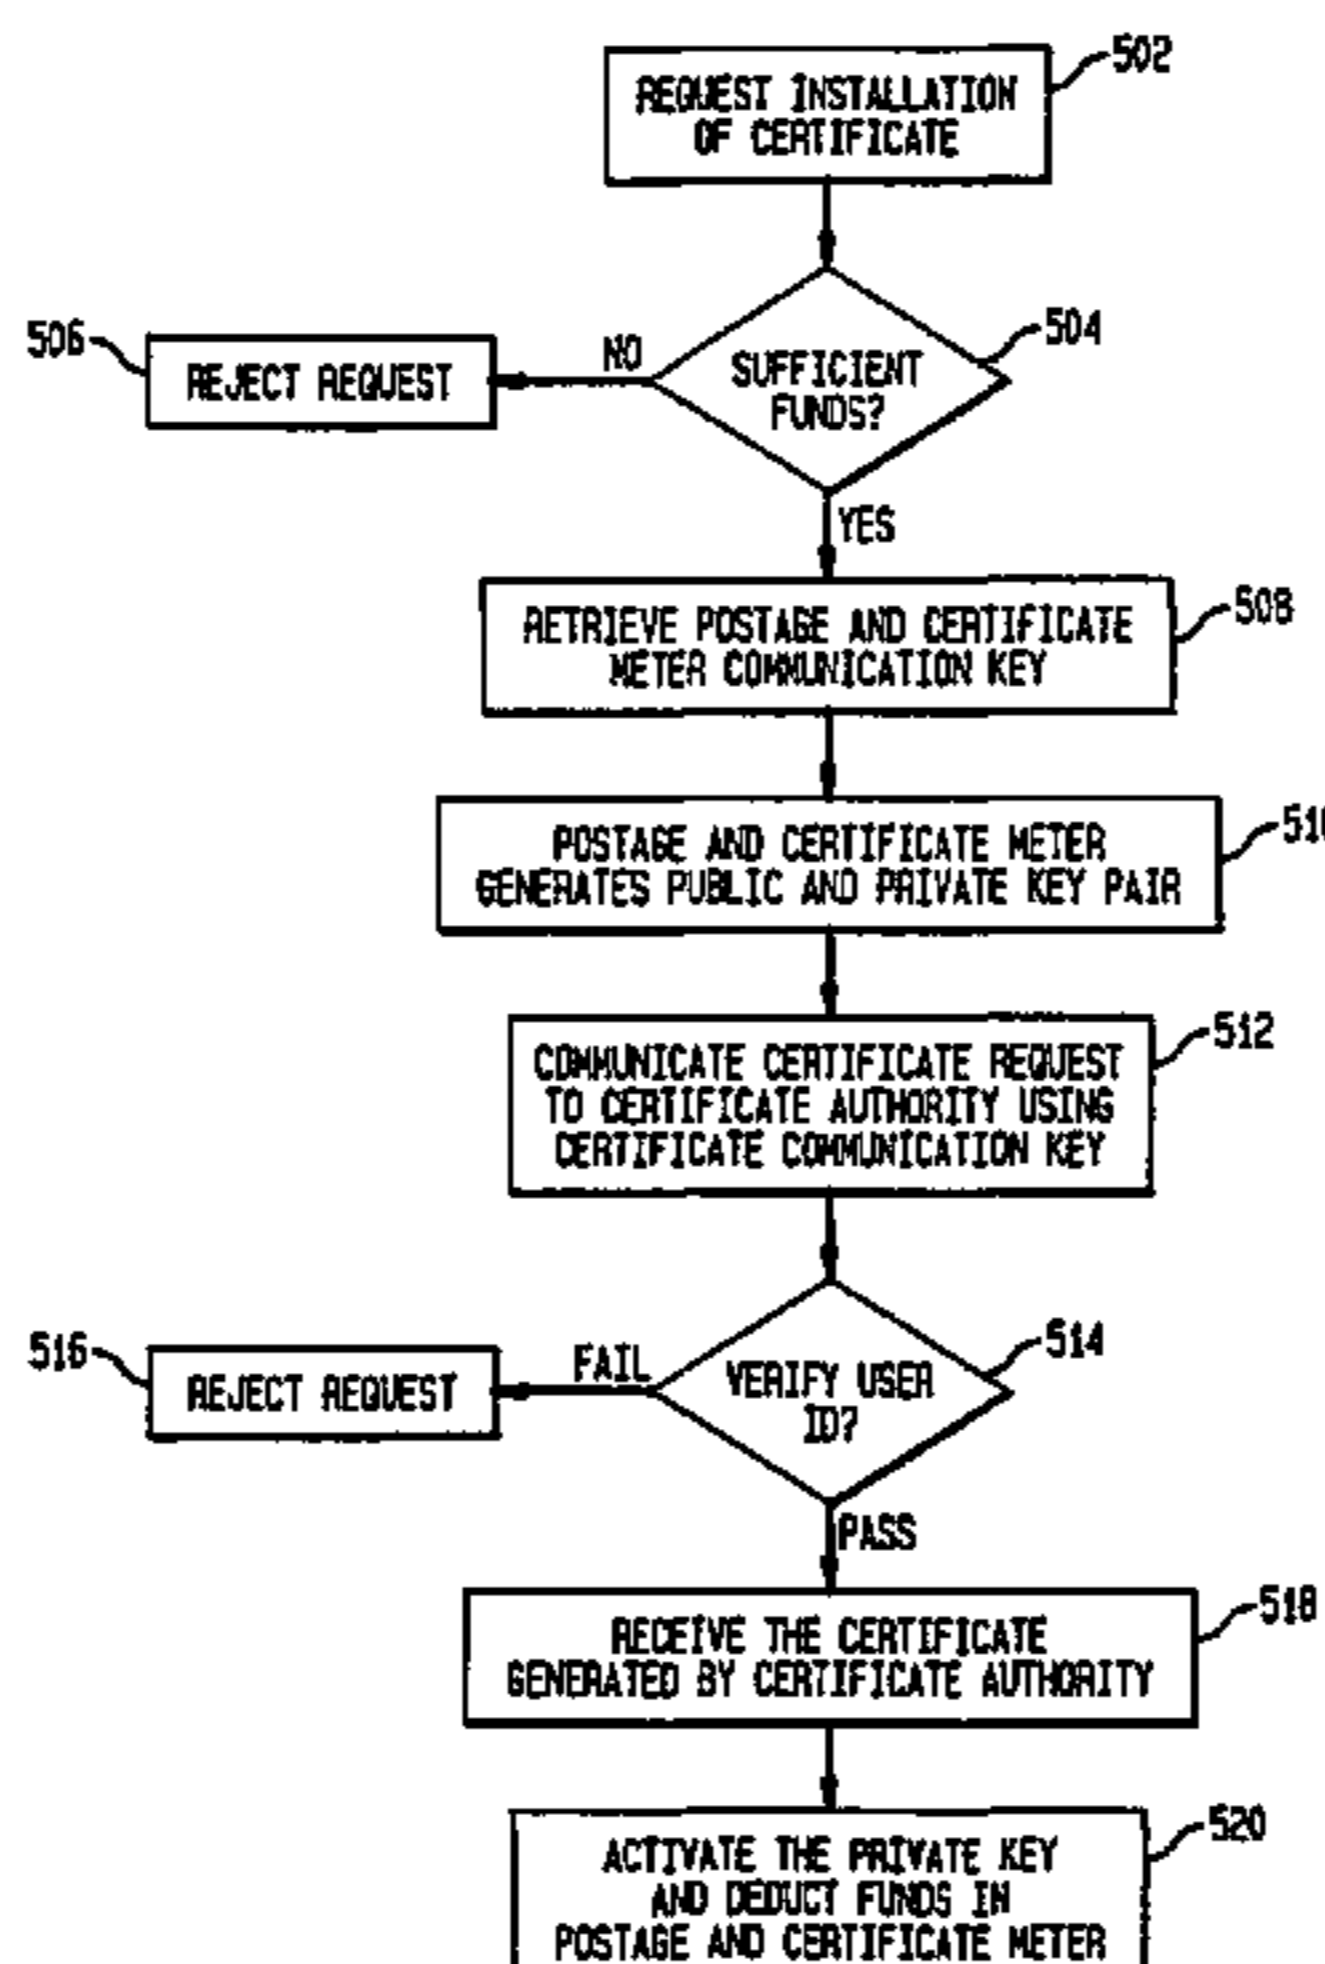 502
REQUEST INSTALLATION
OF CERTIFICATE
504
SUFFICIENT
FUNDS?
NO
506
REJECT REQUEST
YES
508
RETRIEVE POSTAGE AND CERTIFICATE
METER COMMUNICATION KEY
510
POSTAGE AND CERTIFICATE METER
GENERATES PUBLIC AND PRIVATE KEY PAIR
512
COMMUNICATE CERTIFICATE REQUEST
TO CERTIFICATE AUTHORITY USING
CERTIFICATE COMMUNICATION KEY
514
VERIFY USER
ID?
FAIL
516
REJECT REQUEST
PASS
518
RECEIVE THE CERTIFICATE
GENERATED BY CERTIFICATE AUTHORITY
520
ACTIVATE THE PRIVATE KEY
AND DEDUCT FUNDS IN
POSTAGE AND CERTIFICATE METER